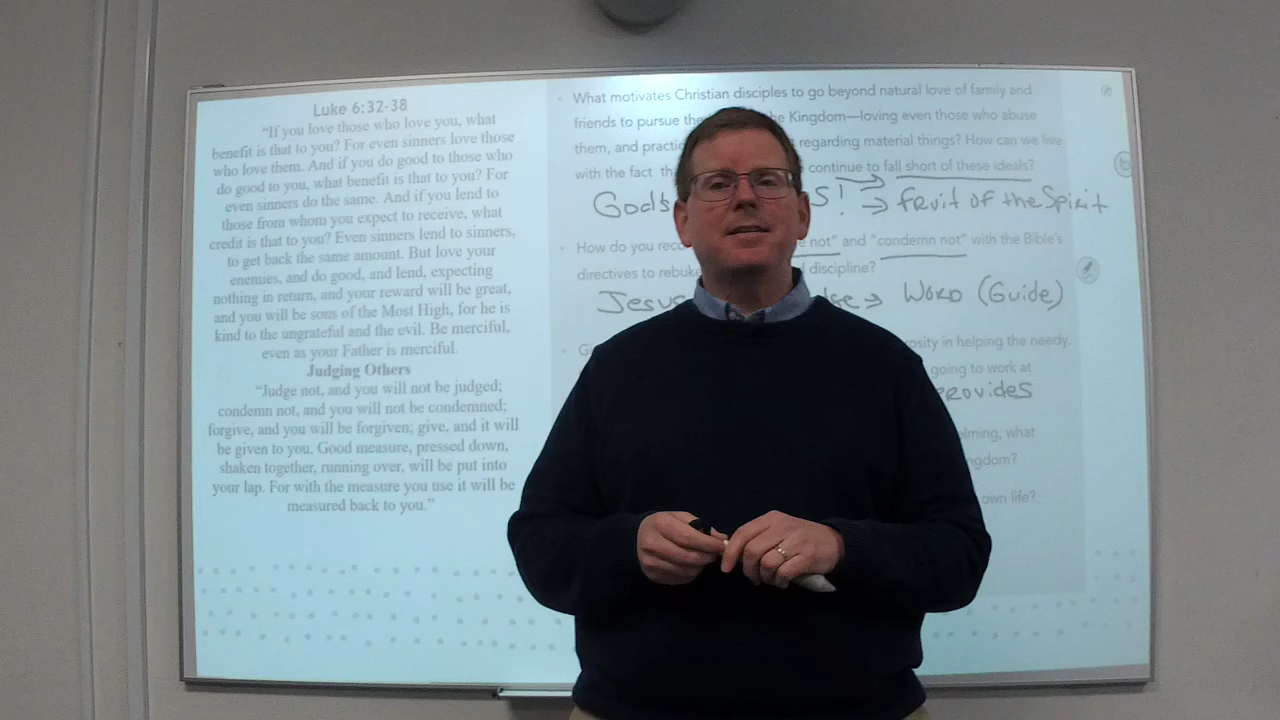 Luke 6:32-38
“If you love those who love you, what
benefit is that to you? For even sinners love those
who love them. And if you do good to those who
do good to you, what benefit is that to you? For
even sinners do the same. And if you lend to
those from whom you expect to receive, what
credit is that to you? Even sinners lend to sinners,
to get back the same amount. But love your
enemies, and do good, and lend, expecting
nothing in return, and your reward will be great,
and you will be sons of the Most High, for he is
kind to the ungrateful and the evil. Be merciful,
even as your Father is merciful.
Judging Others
“Judge not, and you will not be judged;
condemn not, and you will not be condemned;
forgive, and you will be forgiven; give, and it will
be given to you. Good measure, pressed down,
shaken together, running over, will be put into
your lap. For with the measure you use it will be
measured back to you.”
What motivates Christian disciples to go beyond natural love of family and
friends to pursue the Kingdom—loving even those who abuse
them, and regarding material things? How can we live
with the fact continue to fall short of these ideals?
God's → fruit of the Spirit
How do you not” and “condemn not” with the Bible's
directives to rebuke discipline?
Jesus → WORD (Guide)
in helping the needy.
going to work at
provides
what
own life?